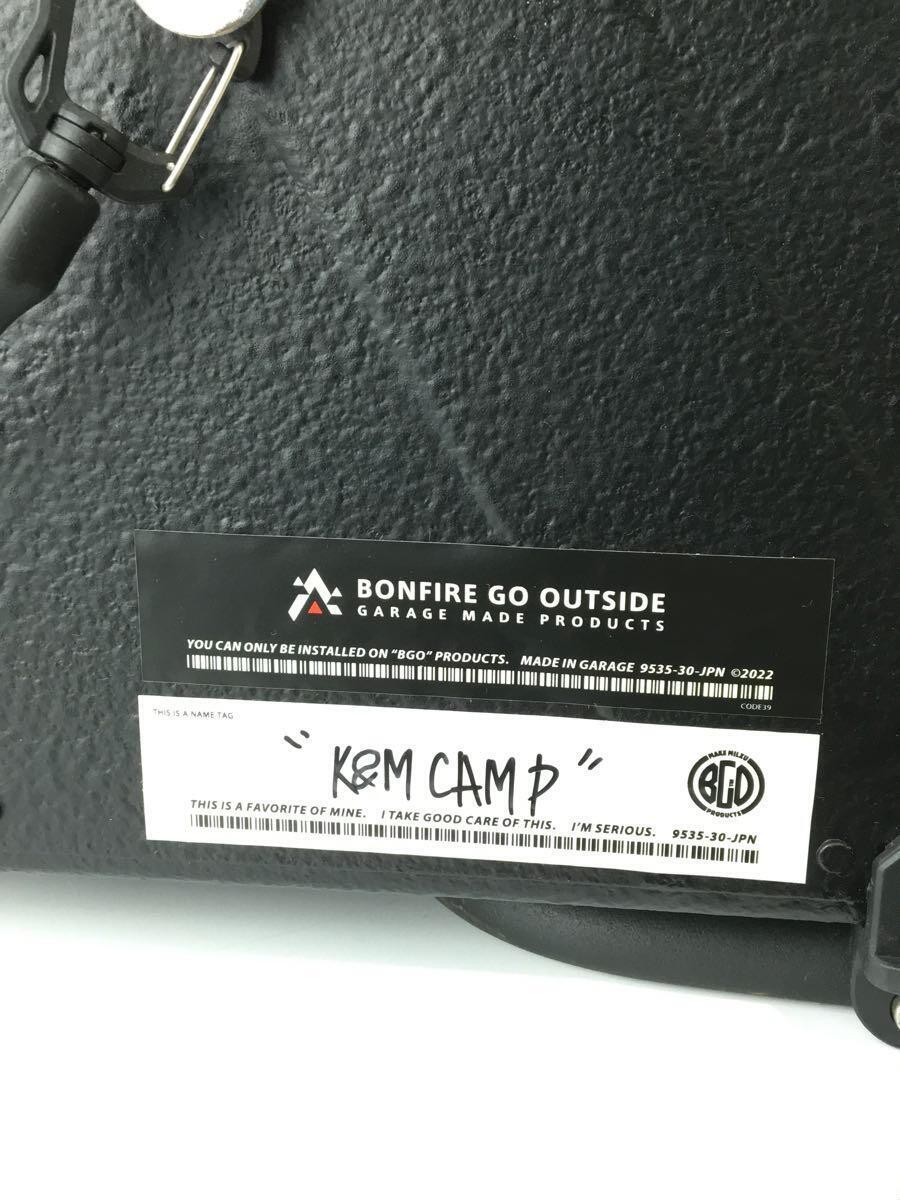 BONFIRE GO OUTSIDE
GARAGE MADE PRODUCTS
YOU CAN ONLY BE INSTALLED ON "BGO" PRODUCTS. MADE IN GARAGE 9535-30-JPN ©2022
CODE39
THIS IS A NAME TAG
"K&M CAMP"
MAKE MILZU
BGO
PRODUCTS
THIS IS A FAVORITE OF MINE. I TAKE GOOD CARE OF THIS. I'M SERIOUS. 9535-30-JPN